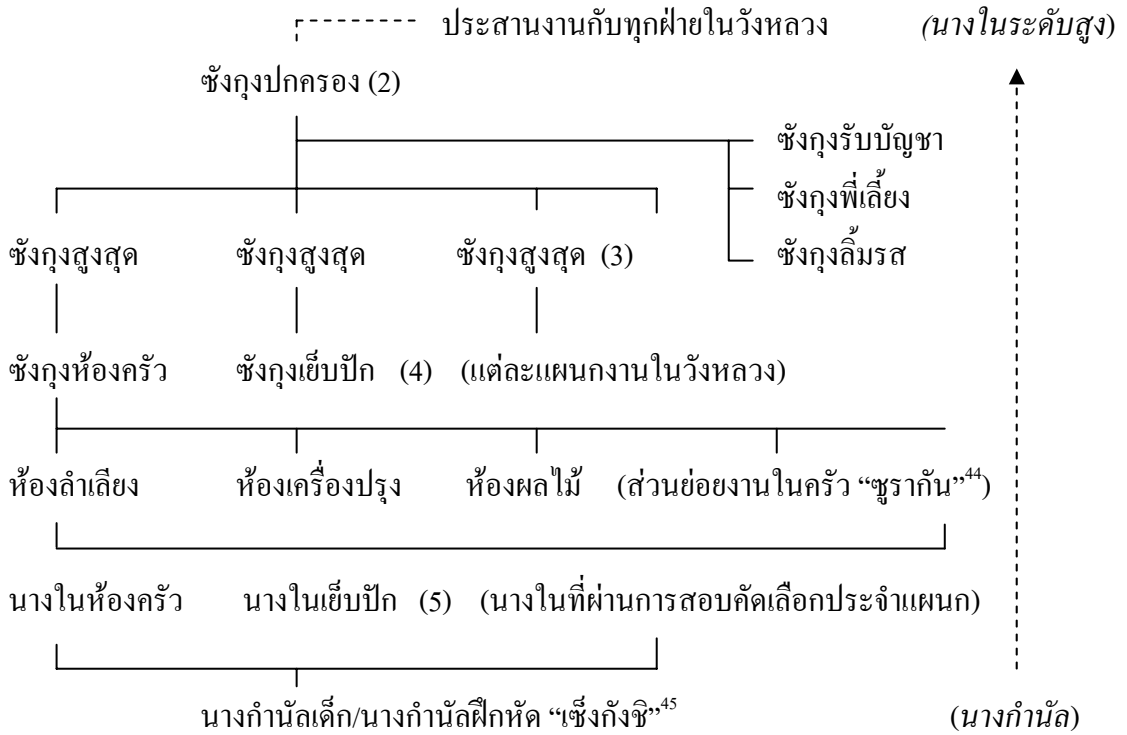 ประสานงานกับทุกฝ่ายในวังหลวง (นางในระดับสูง)
ซังกุงปกครอง (2)
ซังกุงรับบัญชา
ซังกุงพี่เลี้ยง
ซังกุงสูงสุด ซังกุงสูงสุด ซังกุงสูงสุด (3) ซังกุงลิ้มรส
ซังกุงห้องครัว ซังกุงเย็บปัก (4) (แต่ละแผนกงานในวังหลวง)
ห้องลำเลียง ห้องเครื่องปรุง ห้องผลไม้ (ส่วนย่อยงานในครัว “ซูรากัน”44)
นางในห้องครัว นางในเย็บปัก (5) (นางในที่ผ่านการสอบคัดเลือกประจำแผนก)
นางกำนัลเด็ก/นางกำนัลฝึกหัด “เซ็งกังชิ”45 (นางกำนัล)